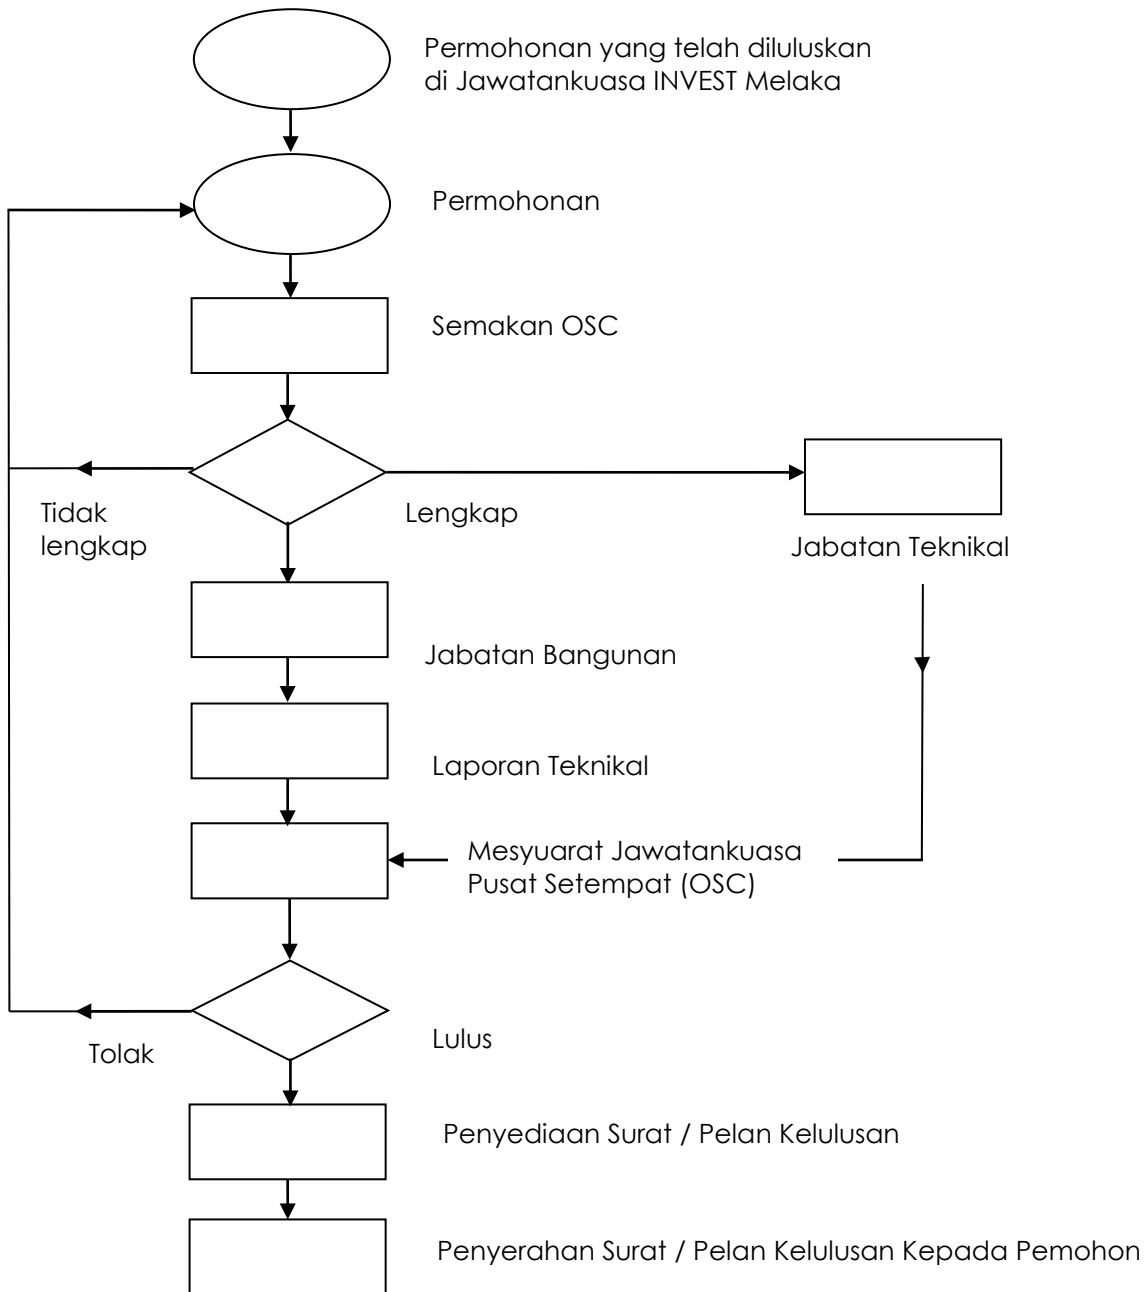 Permohonan yang telah diluluskan
di Jawatankuasa INVEST Melaka
Permohonan
Semakan OSC
Tidak
lengkap
Lengkap
Jabatan Teknikal
Jabatan Bangunan
Laporan Teknikal
Mesyuarat Jawatankuasa
Pusat Setempat (OSC)
Tolak
Lulus
Penyediaan Surat / Pelan Kelulusan
Penyerahan Surat / Pelan Kelulusan Kepada Pemohon